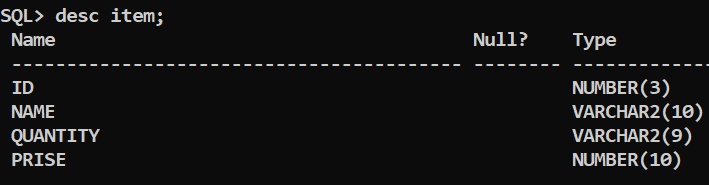 SQL> desc item;
Name Null? Type
----------------------------------------- -------- -------------
ID NUMBER(3)
NAME VARCHAR2(10)
QUANTITY VARCHAR2(9)
PRISE NUMBER(10)